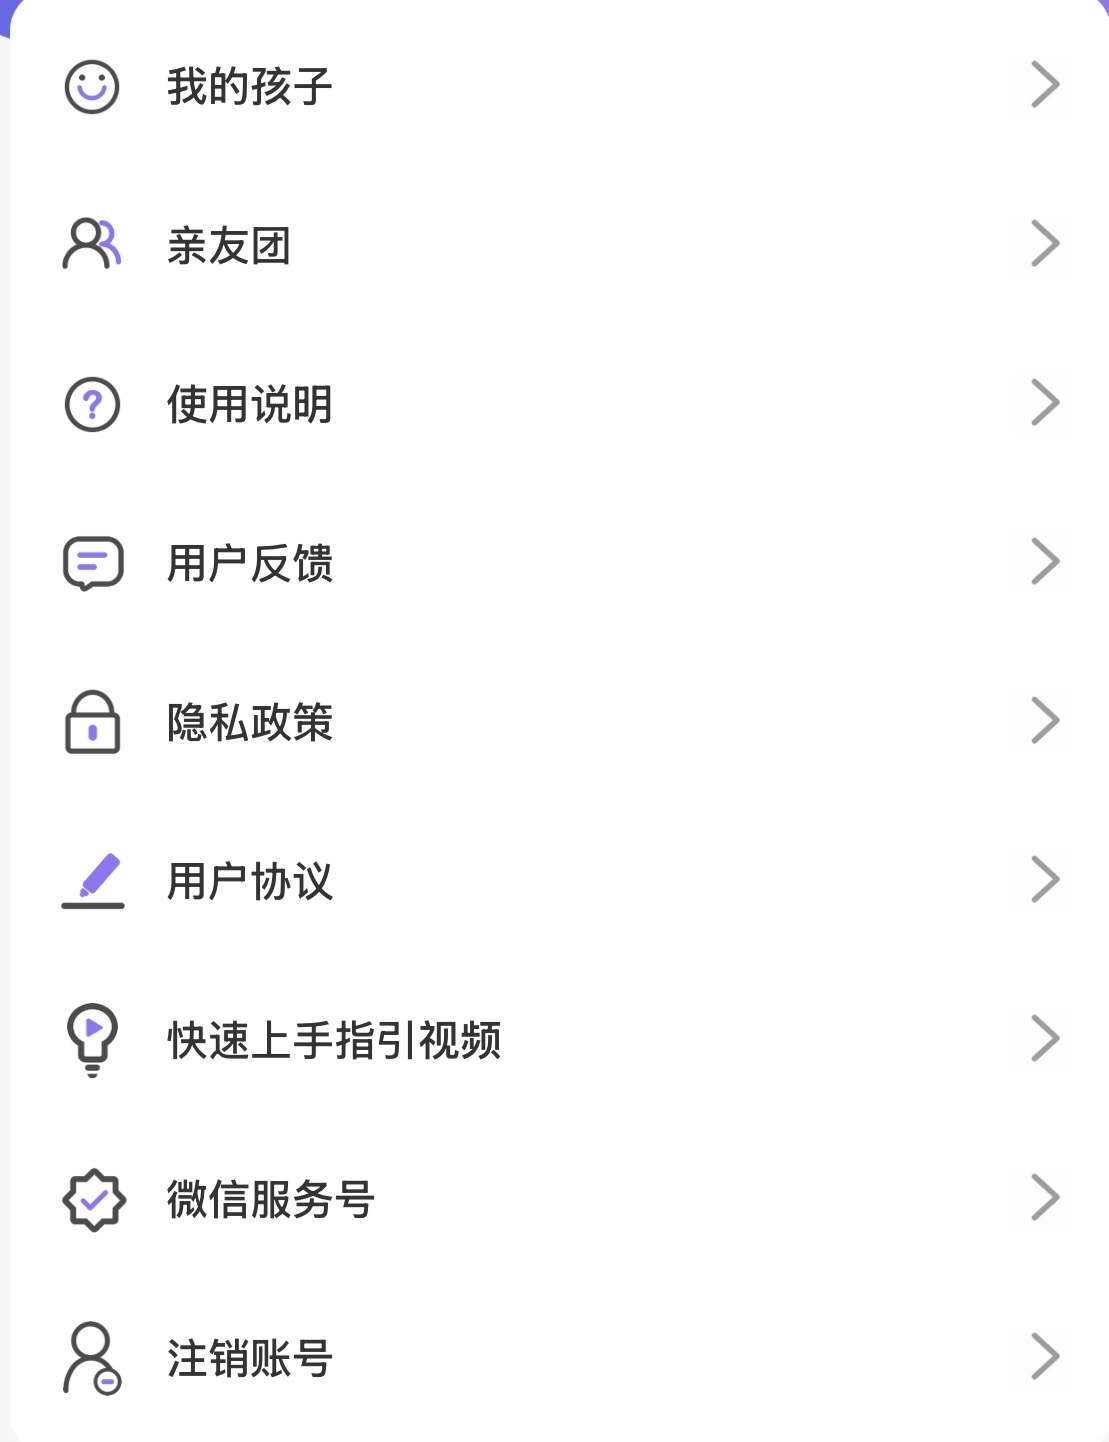 我的孩子
亲友团
使用说明
用户反馈
隐私政策
用户协议
快速上手指引视频
微信服务号
注销账号